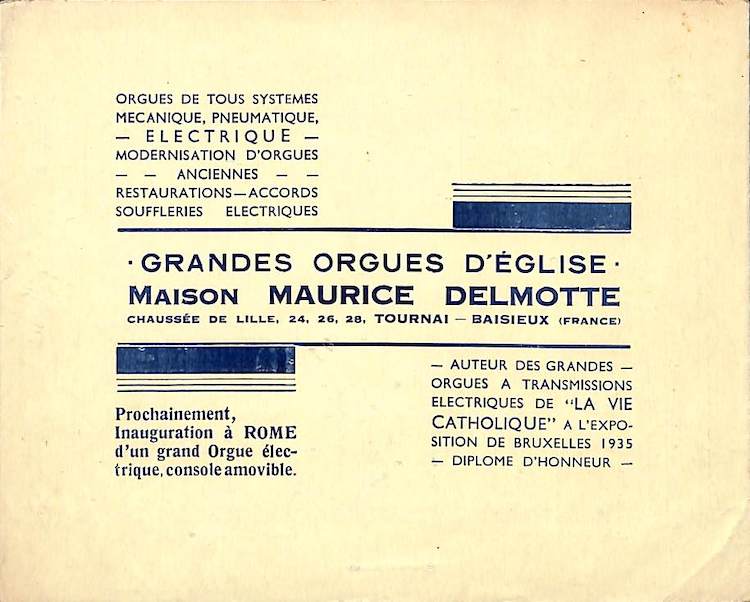 ORGUES DE TOUS SYSTEMES
MECANIQUE, PNEUMATIQUE,
— ELECTRIQUE —
MODERNISATION D'ORGUES
— — ANCIENNES — —
RESTAURATIONS—ACCORDS
SOUFFLERIES ELECTRIQUES
· GRANDES ORGUES D'ÉGLISE ·
MAISON MAURICE DELMOTTE
CHAUSSÉE DE LILLE, 24, 26, 28, TOURNAI — BAISIEUX (FRANCE)
— AUTEUR DES GRANDES —
ORGUES A TRANSMISSIONS
ELECTRIQUES DE “LA VIE
CATHOLIQUE” A L'EXPO-
SITION DE BRUXELLES 1935
— DIPLOME D'HONNEUR —
Prochainement,
Inauguration à ROME
d'un grand Orgue élec-
trique, console amovible.